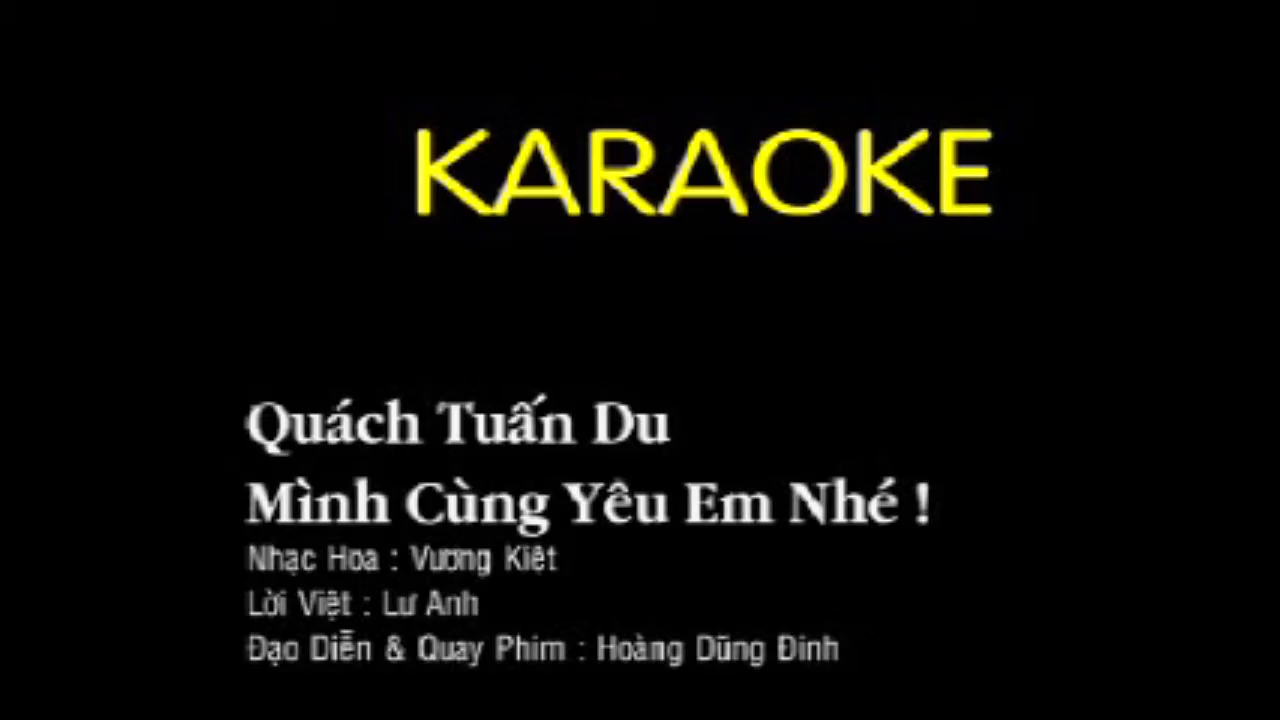 KARAOKE
Quách Tuấn Du
Mình Cùng Yêu Em Nhé !
Nhạc Hoa : Vương Kiệt
Lời Việt : Lư Anh
Đạo Diễn & Quay Phim : Hoàng Dũng Đinh